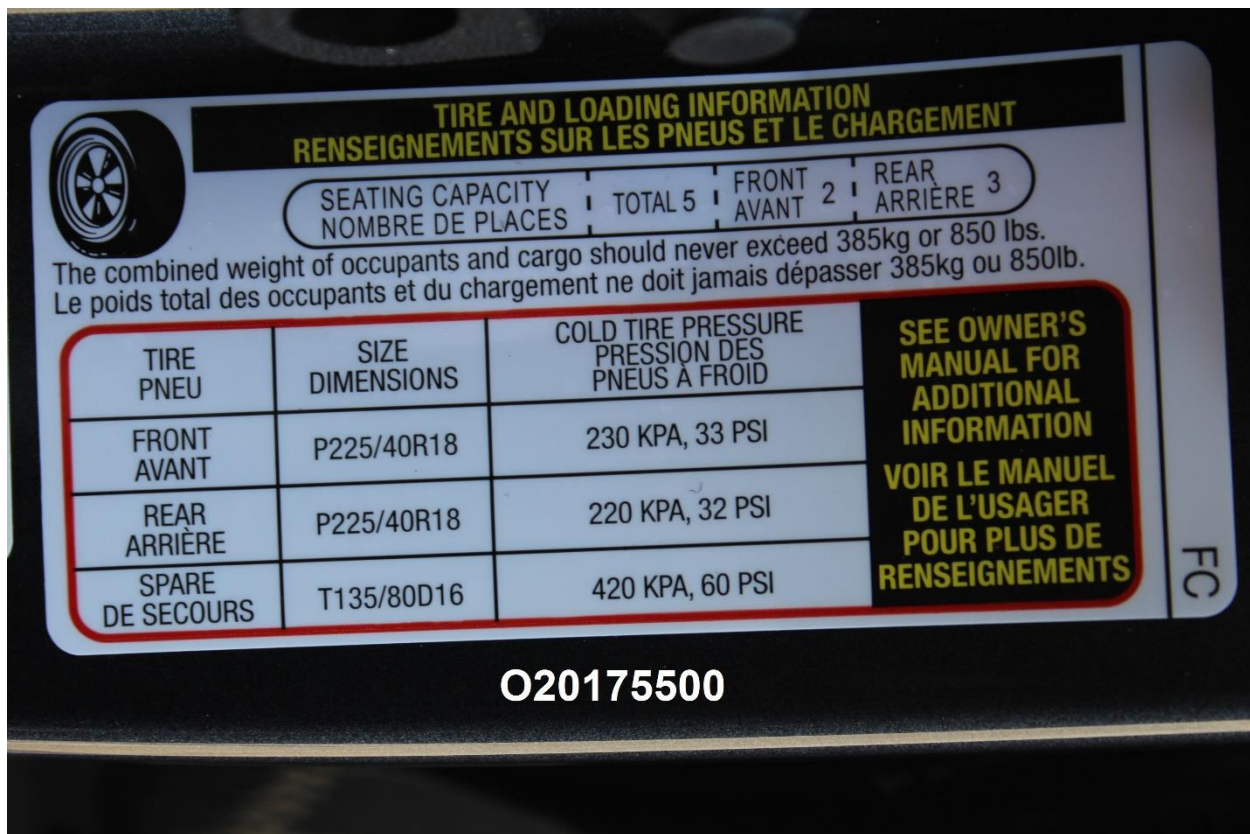 TIRE AND LOADING INFORMATION
RENSEIGNEMENTS SUR LES PNEUS ET LE CHARGEMENT
SEATING CAPACITY
NOMBRE DE PLACES
TOTAL 5
FRONT
AVANT
2
REAR
ARRIÈRE
3
The combined weight of occupants and cargo should never exceed 385kg or 850 lbs.
Le poids total des occupants et du chargement ne doit jamais dépasser 385kg ou 850lb.
TIRE
PNEU
SIZE
DIMENSIONS
COLD TIRE PRESSURE
PRESSION DES
PNEUS À FROID
FRONT
AVANT
P225/40R18
230 KPA, 33 PSI
REAR
ARRIÈRE
P225/40R18
220 KPA, 32 PSI
SPARE
DE SECOURS
T135/80D16
420 KPA, 60 PSI
SEE OWNER'S
MANUAL FOR
ADDITIONAL
INFORMATION
VOIR LE MANUEL
DE L'USAGER
POUR PLUS DE
RENSEIGNEMENTS
FC
O20175500